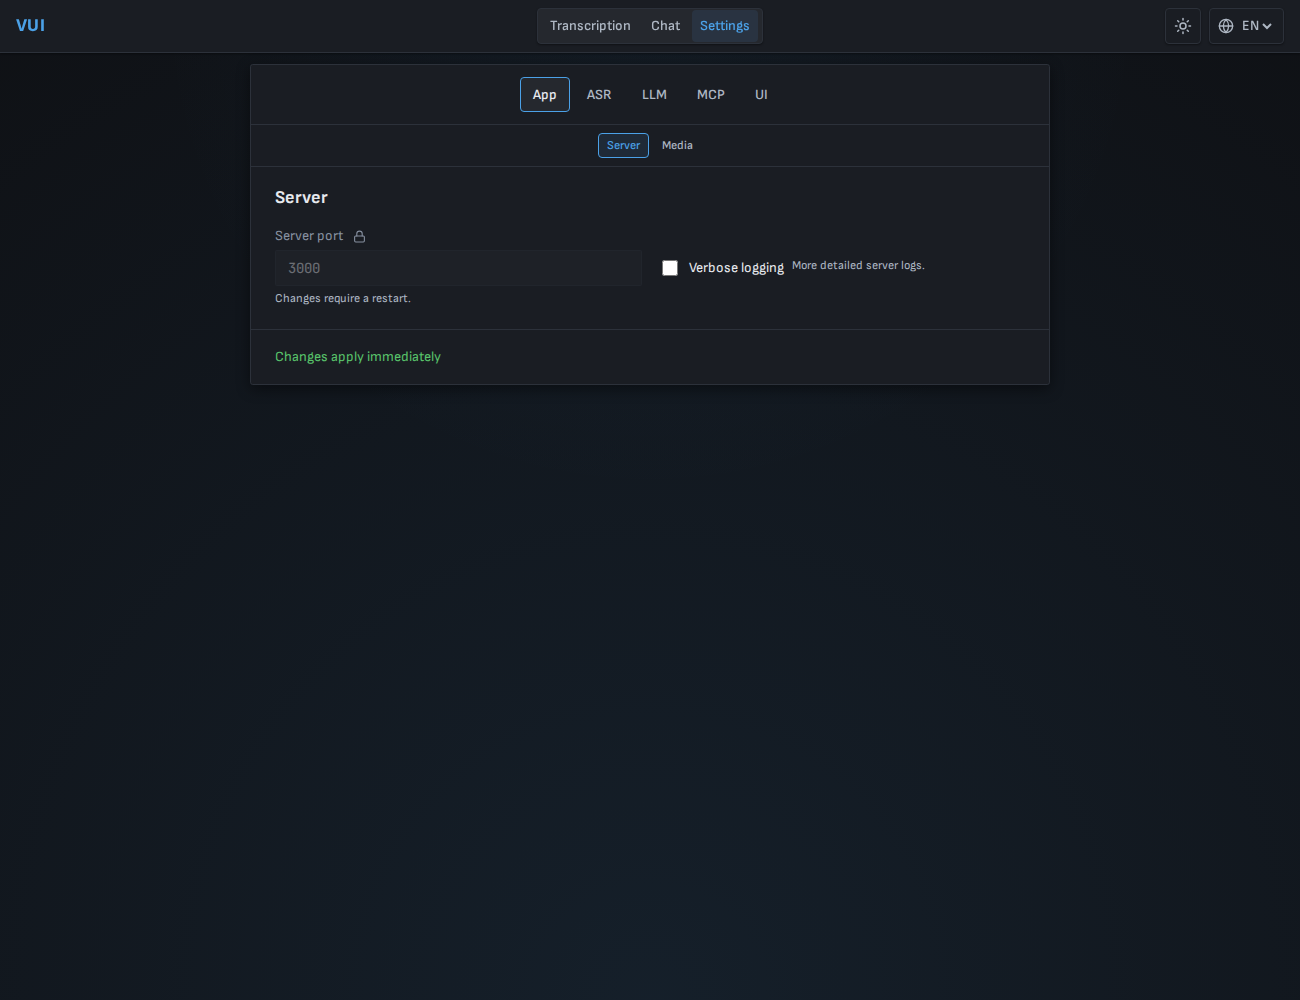 VUI
Transcription Chat Settings
EN
App ASR LLM MCP UI
Server Media
Server
Server port
3000
Verbose logging More detailed server logs.
Changes require a restart.
Changes apply immediately